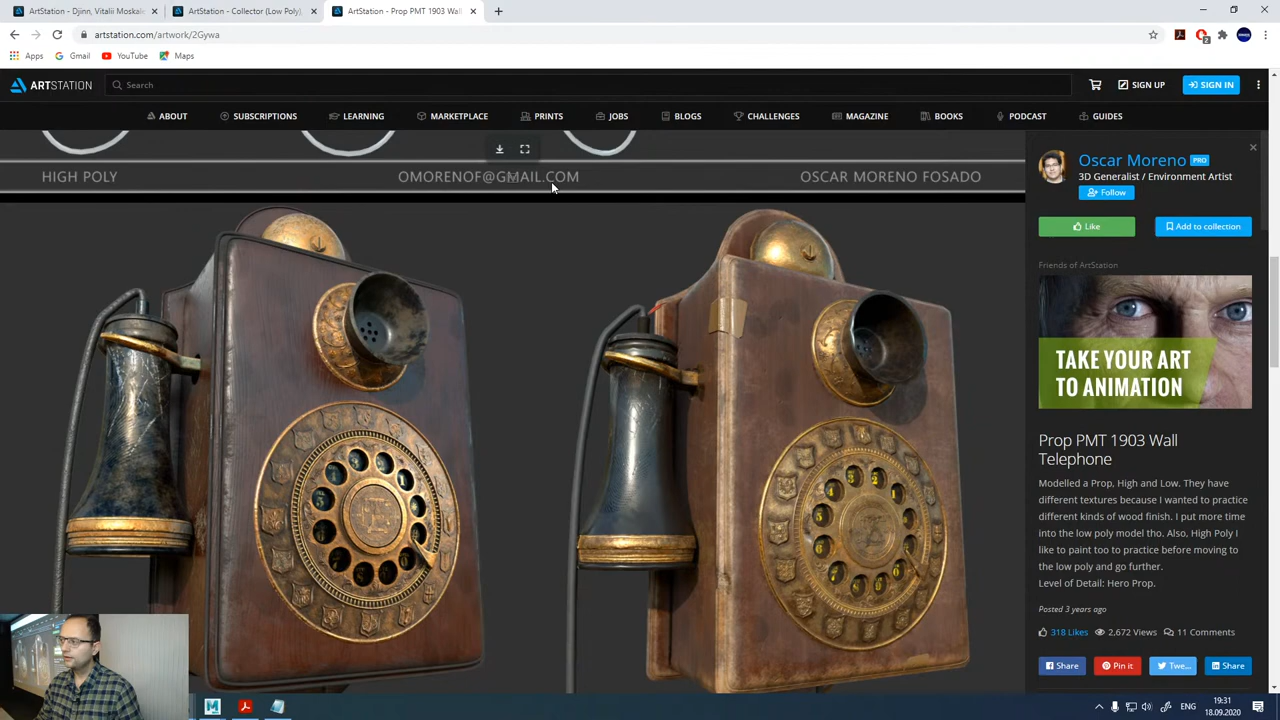 ArtStation - Djinn, Vitalii Moskale
ArtStation - Collector (Low Poly),
ArtStation - Prop PMT 1903 Wall
artstation.com/artwork/2Gywa
Apps
Gmail
YouTube
Maps
ARTSTATION
Search
SIGN UP
SIGN IN
ABOUT
SUBSCRIPTIONS
LEARNING
MARKETPLACE
PRINTS
JOBS
BLOGS
CHALLENGES
MAGAZINE
BOOKS
PODCAST
GUIDES
HIGH POLY
OMORENOF@GMAIL.COM
OSCAR MORENO FOSADO
Oscar Moreno PRO
3D Generalist / Environment Artist
Follow
Like
Add to collection
Friends of ArtStation
TAKE YOUR ART
TO ANIMATION
Prop PMT 1903 Wall
Telephone
Modelled a Prop, High and Low. They have
different textures because I wanted to practice
different kinds of wood finish. I put more time
into the low poly model tho. Also, High Poly I
like to paint too to practice before moving to
the low poly and go further.
Level of Detail: Hero Prop.
Posted 3 years ago
318 Likes
2,672 Views
11 Comments
Share
Pin it
Twe...
Share
ENG
19:31
18.09.2020